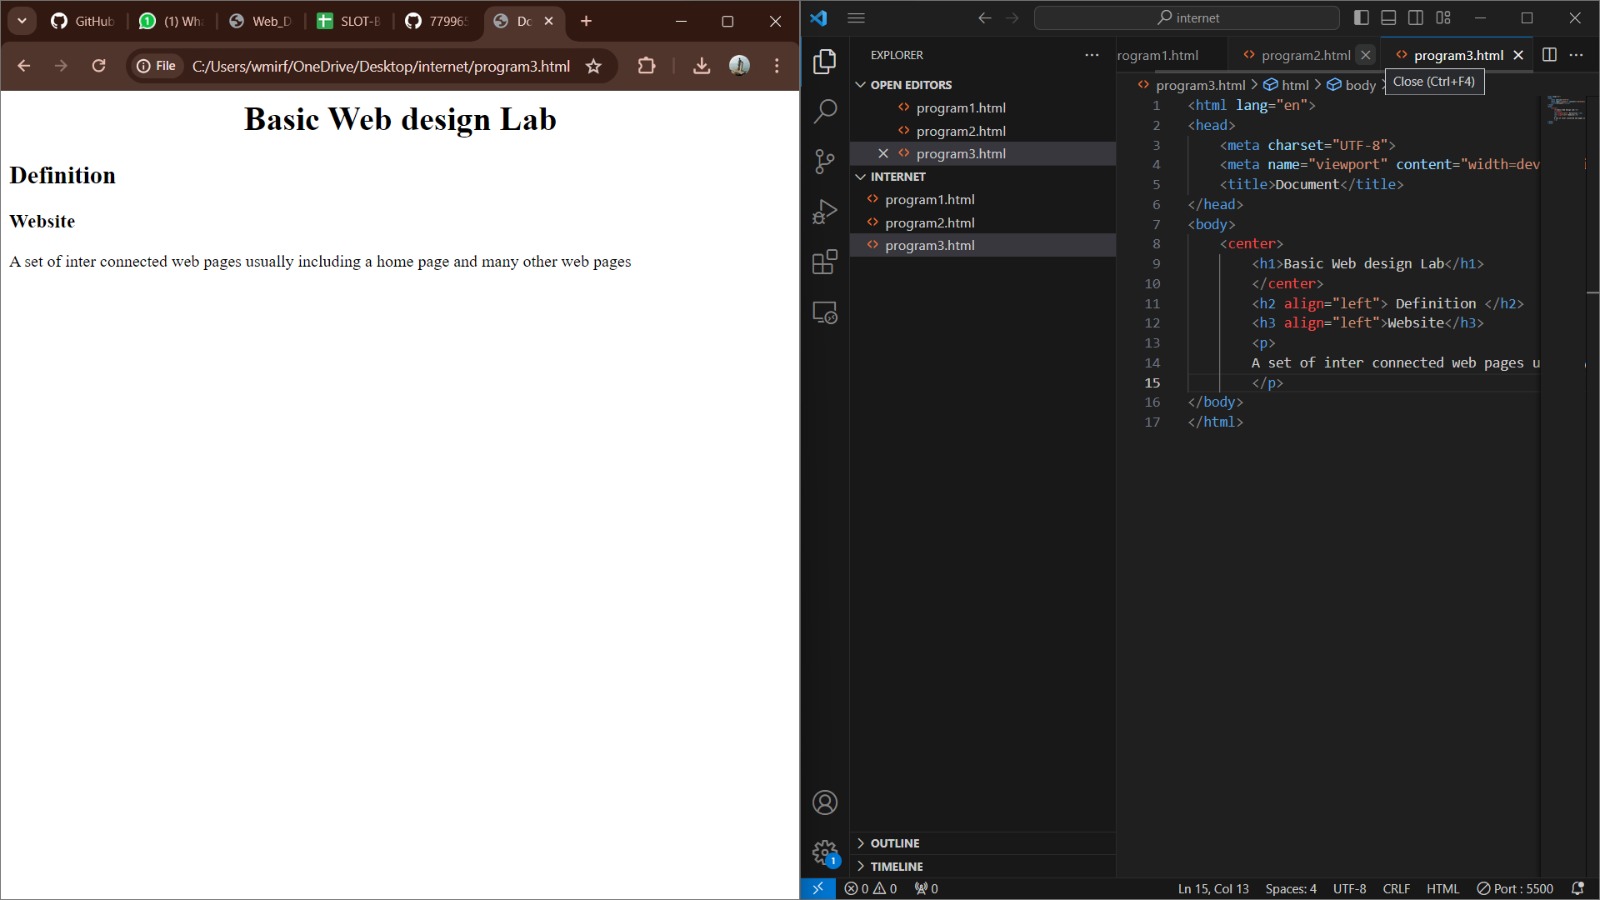 GitHub
(1) Wha
Web_D
SLOT-B
77996
Do
File
C:/Users/wmirf/OneDrive/Desktop/internet/program3.html
Basic Web design Lab
Definition
Website
A set of inter connected web pages usually including a home page and many other web pages
internet
EXPLORER
OPEN EDITORS
program1.html
program2.html
program3.html
INTERNET
program1.html
program2.html
program3.html
OUTLINE
TIMELINE
rogram1.html
program2.html
program3.html
program3.html > html > body
Close (Ctrl+F4)
1 <html lang="en">
2 <head>
3 <meta charset="UTF-8">
4 <meta name="viewport" content="width=dev
5 <title>Document</title>
6 </head>
7 <body>
8 <center>
9 <h1>Basic Web design Lab</h1>
10 </center>
11 <h2 align="left"> Definition </h2>
12 <h3 align="left">Website</h3>
13 <p>
14 A set of inter connected web pages u
15 </p>
16 </body>
17 </html>
1
0 0 0
Ln 15, Col 13 Spaces: 4 UTF-8 CRLF HTML Port : 5500